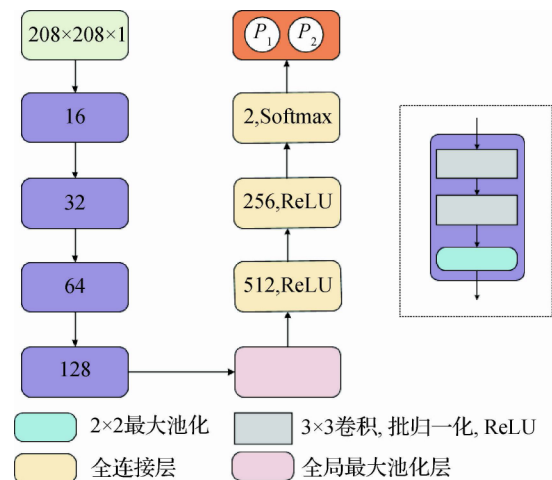 208×208×1
16
32
64
128
P1 P2
2,Softmax
256,ReLU
512,ReLU
2×2最大池化
3×3卷积, 批归一化, ReLU
全连接层
全局最大池化层